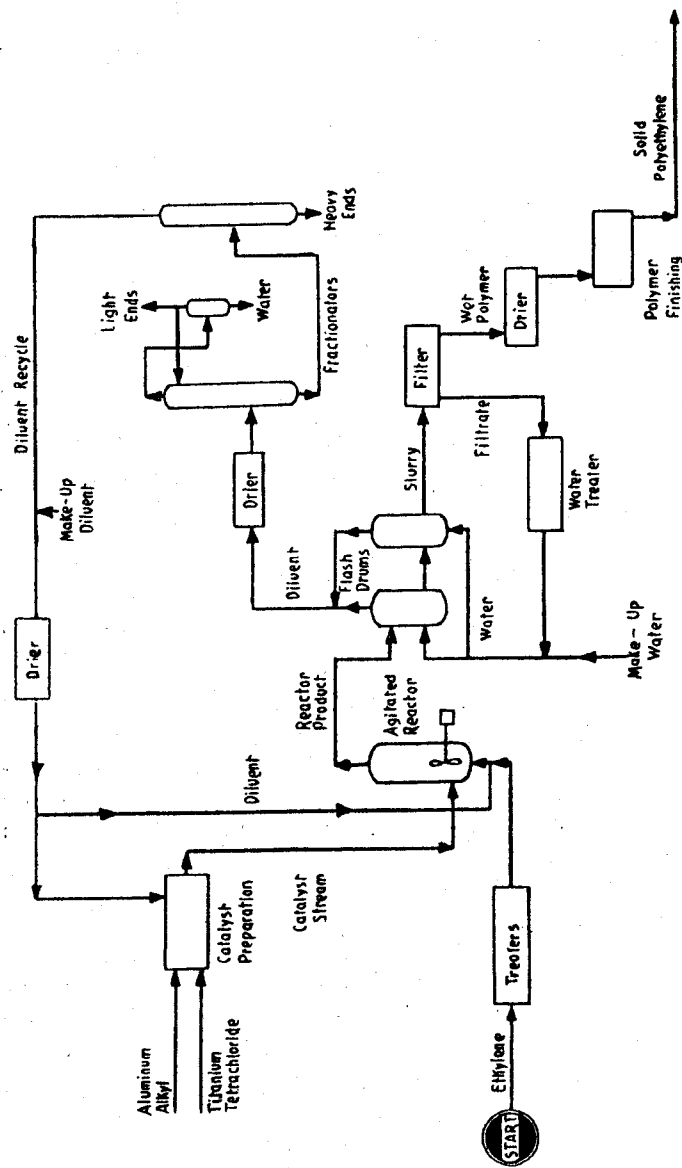 START
Ethylene
Treaters
Aluminum
Alkyl
Titanium
Tetrachloride
Catalyst
Preparation
Catalyst
Stream
Diluent
Drier
Make-Up
Diluent
Diluent Recycle
Agitated
Reactor
Reactor
Product
Flash
Drums
Diluent
Water
Make-Up
Water
Drier
Light
Ends
Water
Fractionators
Heavy
Ends
Slurry
Filter
Filtrate
Water
Treater
Wet
Polymer
Drier
Polymer
Finishing
Solid
Polyethylene